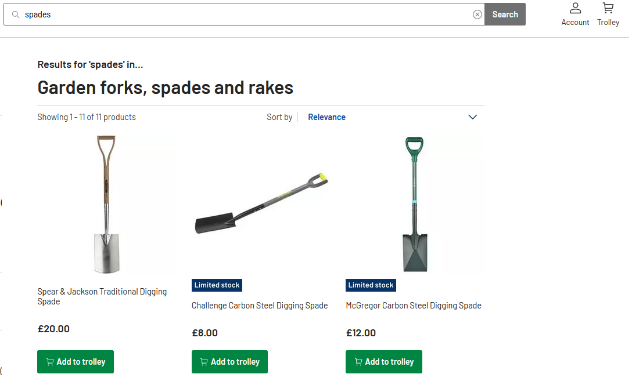 spades
Search
Account
Trolley
Results for 'spades' in...
Garden forks, spades and rakes
Showing 1 - 11 of 11 products
Sort by
Relevance
Spear & Jackson Traditional Digging
Spade
£20.00
Add to trolley
Limited stock
Challenge Carbon Steel Digging Spade
£8.00
Add to trolley
Limited stock
McGregor Carbon Steel Digging Spade
£12.00
Add to trolley